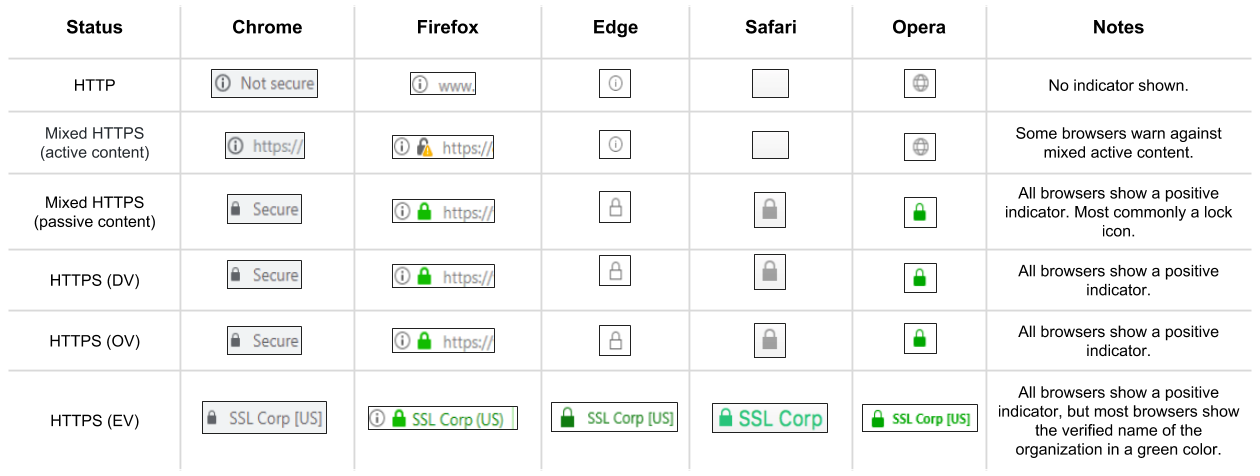 Status Chrome Firefox Edge Safari Opera Notes
HTTP Not secure www. No indicator shown.
Mixed HTTPS
(active content)
https:// https://
Some browsers warn against
mixed active content.
Mixed HTTPS
(passive content)
Secure https://
All browsers show a positive
indicator. Most commonly a lock
icon.
HTTPS (DV) Secure https://
All browsers show a positive
indicator.
HTTPS (OV) Secure https://
All browsers show a positive
indicator.
HTTPS (EV) SSL Corp [US] SSL Corp (US) SSL Corp [US] SSL Corp SSL Corp [US]
All browsers show a positive
indicator, but most browsers show
the verified name of the
organization in a green color.